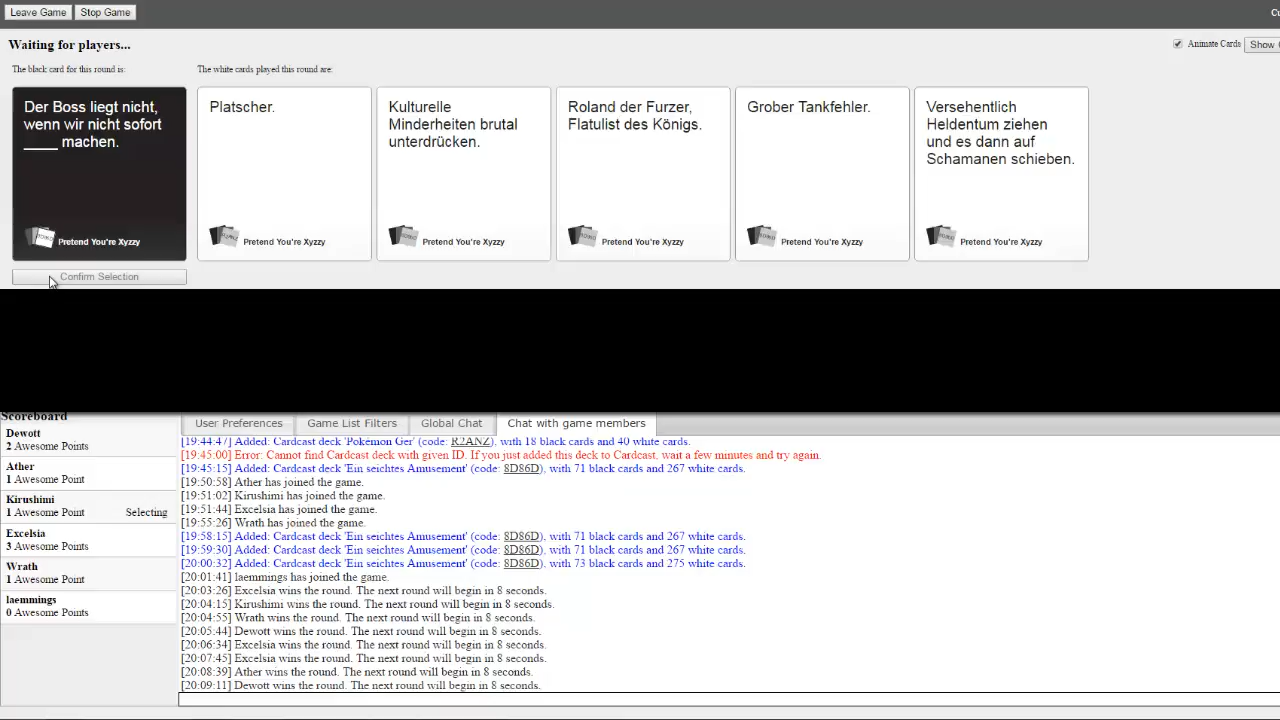 Leave Game Stop Game
Waiting for players...
Animate Cards Show
The black card for this round is:
The white cards played this round are:
Der Boss liegt nicht,
wenn wir nicht sofort
____ machen.
Pretend You're Xyzzy
Platscher.
Pretend You're Xyzzy
Kulturelle
Minderheiten brutal
unterdrücken.
Pretend You're Xyzzy
Roland der Furzer,
Flatulist des Königs.
Pretend You're Xyzzy
Grober Tankfehler.
Pretend You're Xyzzy
Versehentlich
Heldentum ziehen
und es dann auf
Schamanen schieben.
Pretend You're Xyzzy
Confirm Selection
Scoreboard
Dewott
2 Awesome Points
Ather
1 Awesome Point
Kirushimi
1 Awesome Point Selecting
Excelsia
3 Awesome Points
Wrath
1 Awesome Point
laemmings
0 Awesome Points
User Preferences Game List Filters Global Chat Chat with game members
[19:44:47] Added: Cardcast deck 'Pokémon Ger' (code: R2ANZ), with 18 black cards and 40 white cards.
[19:45:00] Error: Cannot find Cardcast deck with given ID. If you just added this deck to Cardcast, wait a few minutes and try again.
[19:45:15] Added: Cardcast deck 'Ein seichtes Amusement' (code: 8D86D), with 71 black cards and 267 white cards.
[19:50:58] Ather has joined the game.
[19:51:02] Kirushimi has joined the game.
[19:51:44] Excelsia has joined the game.
[19:55:26] Wrath has joined the game.
[19:58:15] Added: Cardcast deck 'Ein seichtes Amusement' (code: 8D86D), with 71 black cards and 267 white cards.
[19:59:30] Added: Cardcast deck 'Ein seichtes Amusement' (code: 8D86D), with 71 black cards and 267 white cards.
[20:00:32] Added: Cardcast deck 'Ein seichtes Amusement' (code: 8D86D), with 73 black cards and 275 white cards.
[20:01:41] laemmings has joined the game.
[20:03:26] Excelsia wins the round. The next round will begin in 8 seconds.
[20:04:15] Kirushimi wins the round. The next round will begin in 8 seconds.
[20:04:55] Wrath wins the round. The next round will begin in 8 seconds.
[20:05:44] Dewott wins the round. The next round will begin in 8 seconds.
[20:06:34] Excelsia wins the round. The next round will begin in 8 seconds.
[20:07:45] Excelsia wins the round. The next round will begin in 8 seconds.
[20:08:39] Ather wins the round. The next round will begin in 8 seconds.
[20:09:11] Dewott wins the round. The next round will begin in 8 seconds.